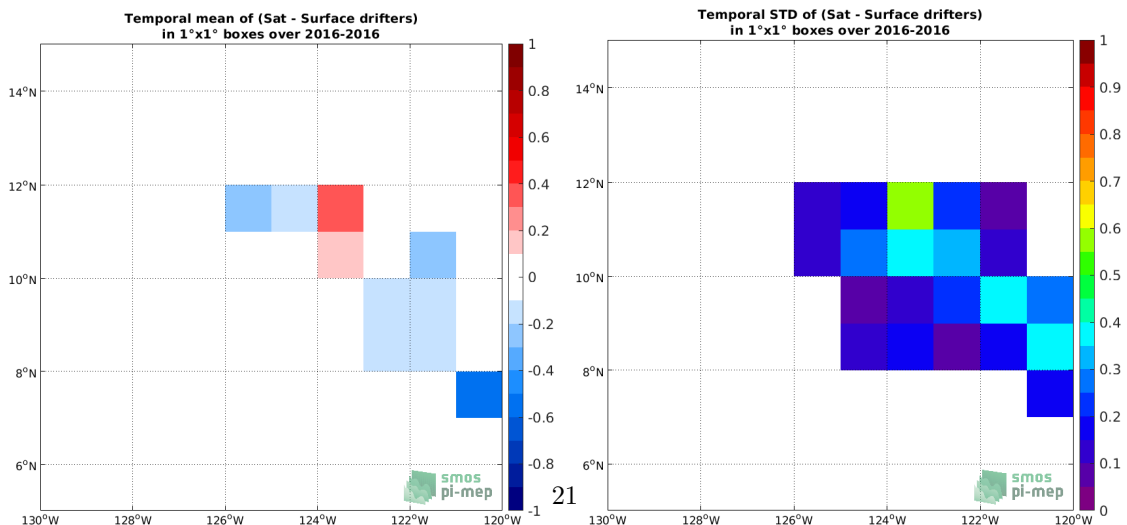 Temporal mean of (Sat - Surface drifters)
in 1°x1° boxes over 2016-2016
14°N
12°N
10°N
8°N
6°N
130°W
128°W
126°W
124°W
122°W
120°W
1
0.8
0.6
0.4
0.2
0
-0.2
-0.4
-0.6
-0.8
-1
smos
pi-mep
21
Temporal STD of (Sat - Surface drifters)
in 1°x1° boxes over 2016-2016
14°N
12°N
10°N
8°N
6°N
130°W
128°W
126°W
124°W
122°W
120°W
1
0.9
0.8
0.7
0.6
0.5
0.4
0.3
0.2
0.1
0
smos
pi-mep